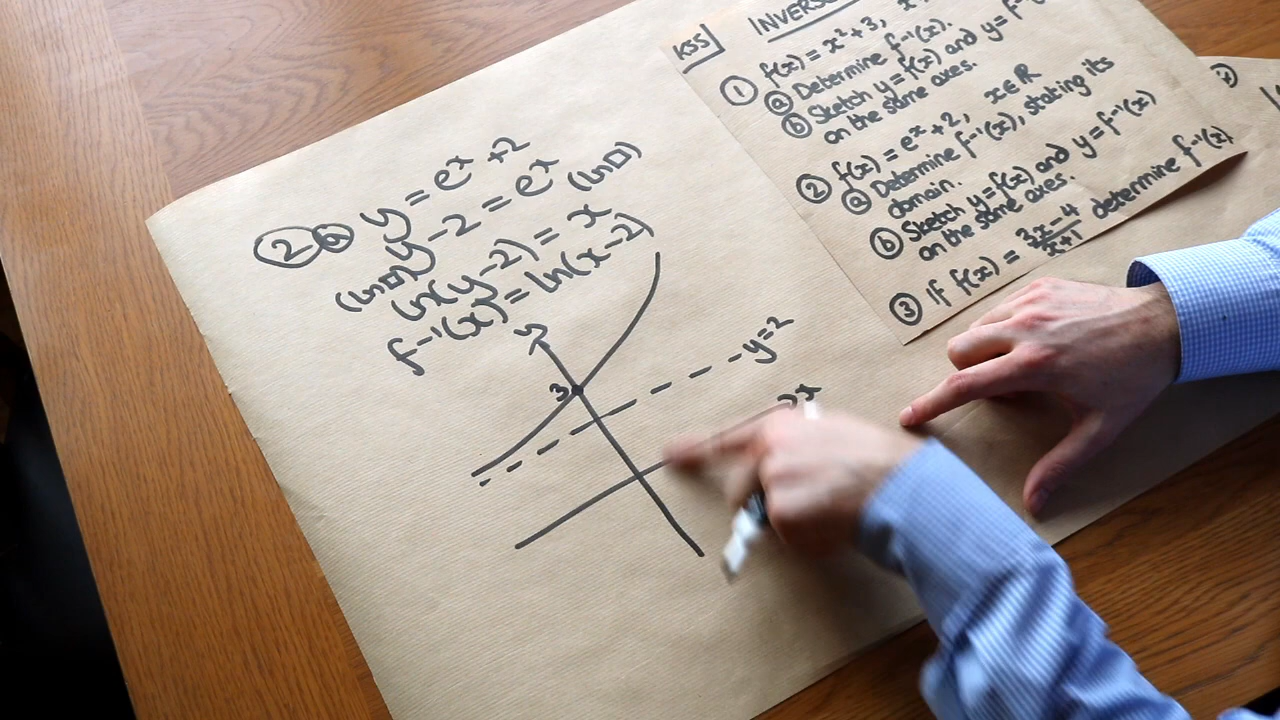 KS5
INVERS
① f(x) = x²+3, x,
ⓐ Determine f⁻¹(x).
ⓑ Sketch y=f(x) and y=f⁻¹
on the same axes.
② f(x) = eˣ+2, x∈ℝ
ⓐ Determine f⁻¹(x), stating its
domain.
ⓑ Sketch y=f(x) and y=f⁻¹(x)
on the same axes.
③ If f(x) = 3x-4/x+1 determine f⁻¹(x)
② ⓐ y = eˣ +2
(ln□) y-2 = eˣ (ln□)
ln(y-2) = x
f⁻¹(x) = ln(x-2)
y
3
y=2
x